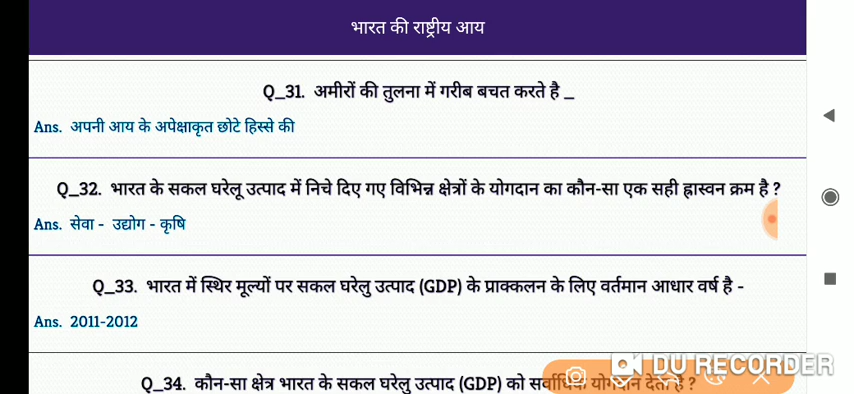 भारत की राष्ट्रीय आय
Q_31. अमीरों की तुलना में गरीब बचत करते है _
Ans. अपनी आय के अपेक्षाकृत छोटे हिस्से की
Q_32. भारत के सकल घरेलू उत्पाद में निचे दिए गए विभिन्न क्षेत्रों के योगदान का कौन-सा एक सही ह्रास्वन क्रम है ?
Ans. सेवा - उद्योग - कृषि
Q_33. भारत में स्थिर मूल्यों पर सकल घरेलु उत्पाद (GDP) के प्राक्कलन के लिए वर्तमान आधार वर्ष है -
Ans. 2011-2012
DU RECORDER
Q_34. कौन-सा क्षेत्र भारत के सकल घरेलु उत्पाद (GDP) को सर्वाधिक योगदान देता है ?